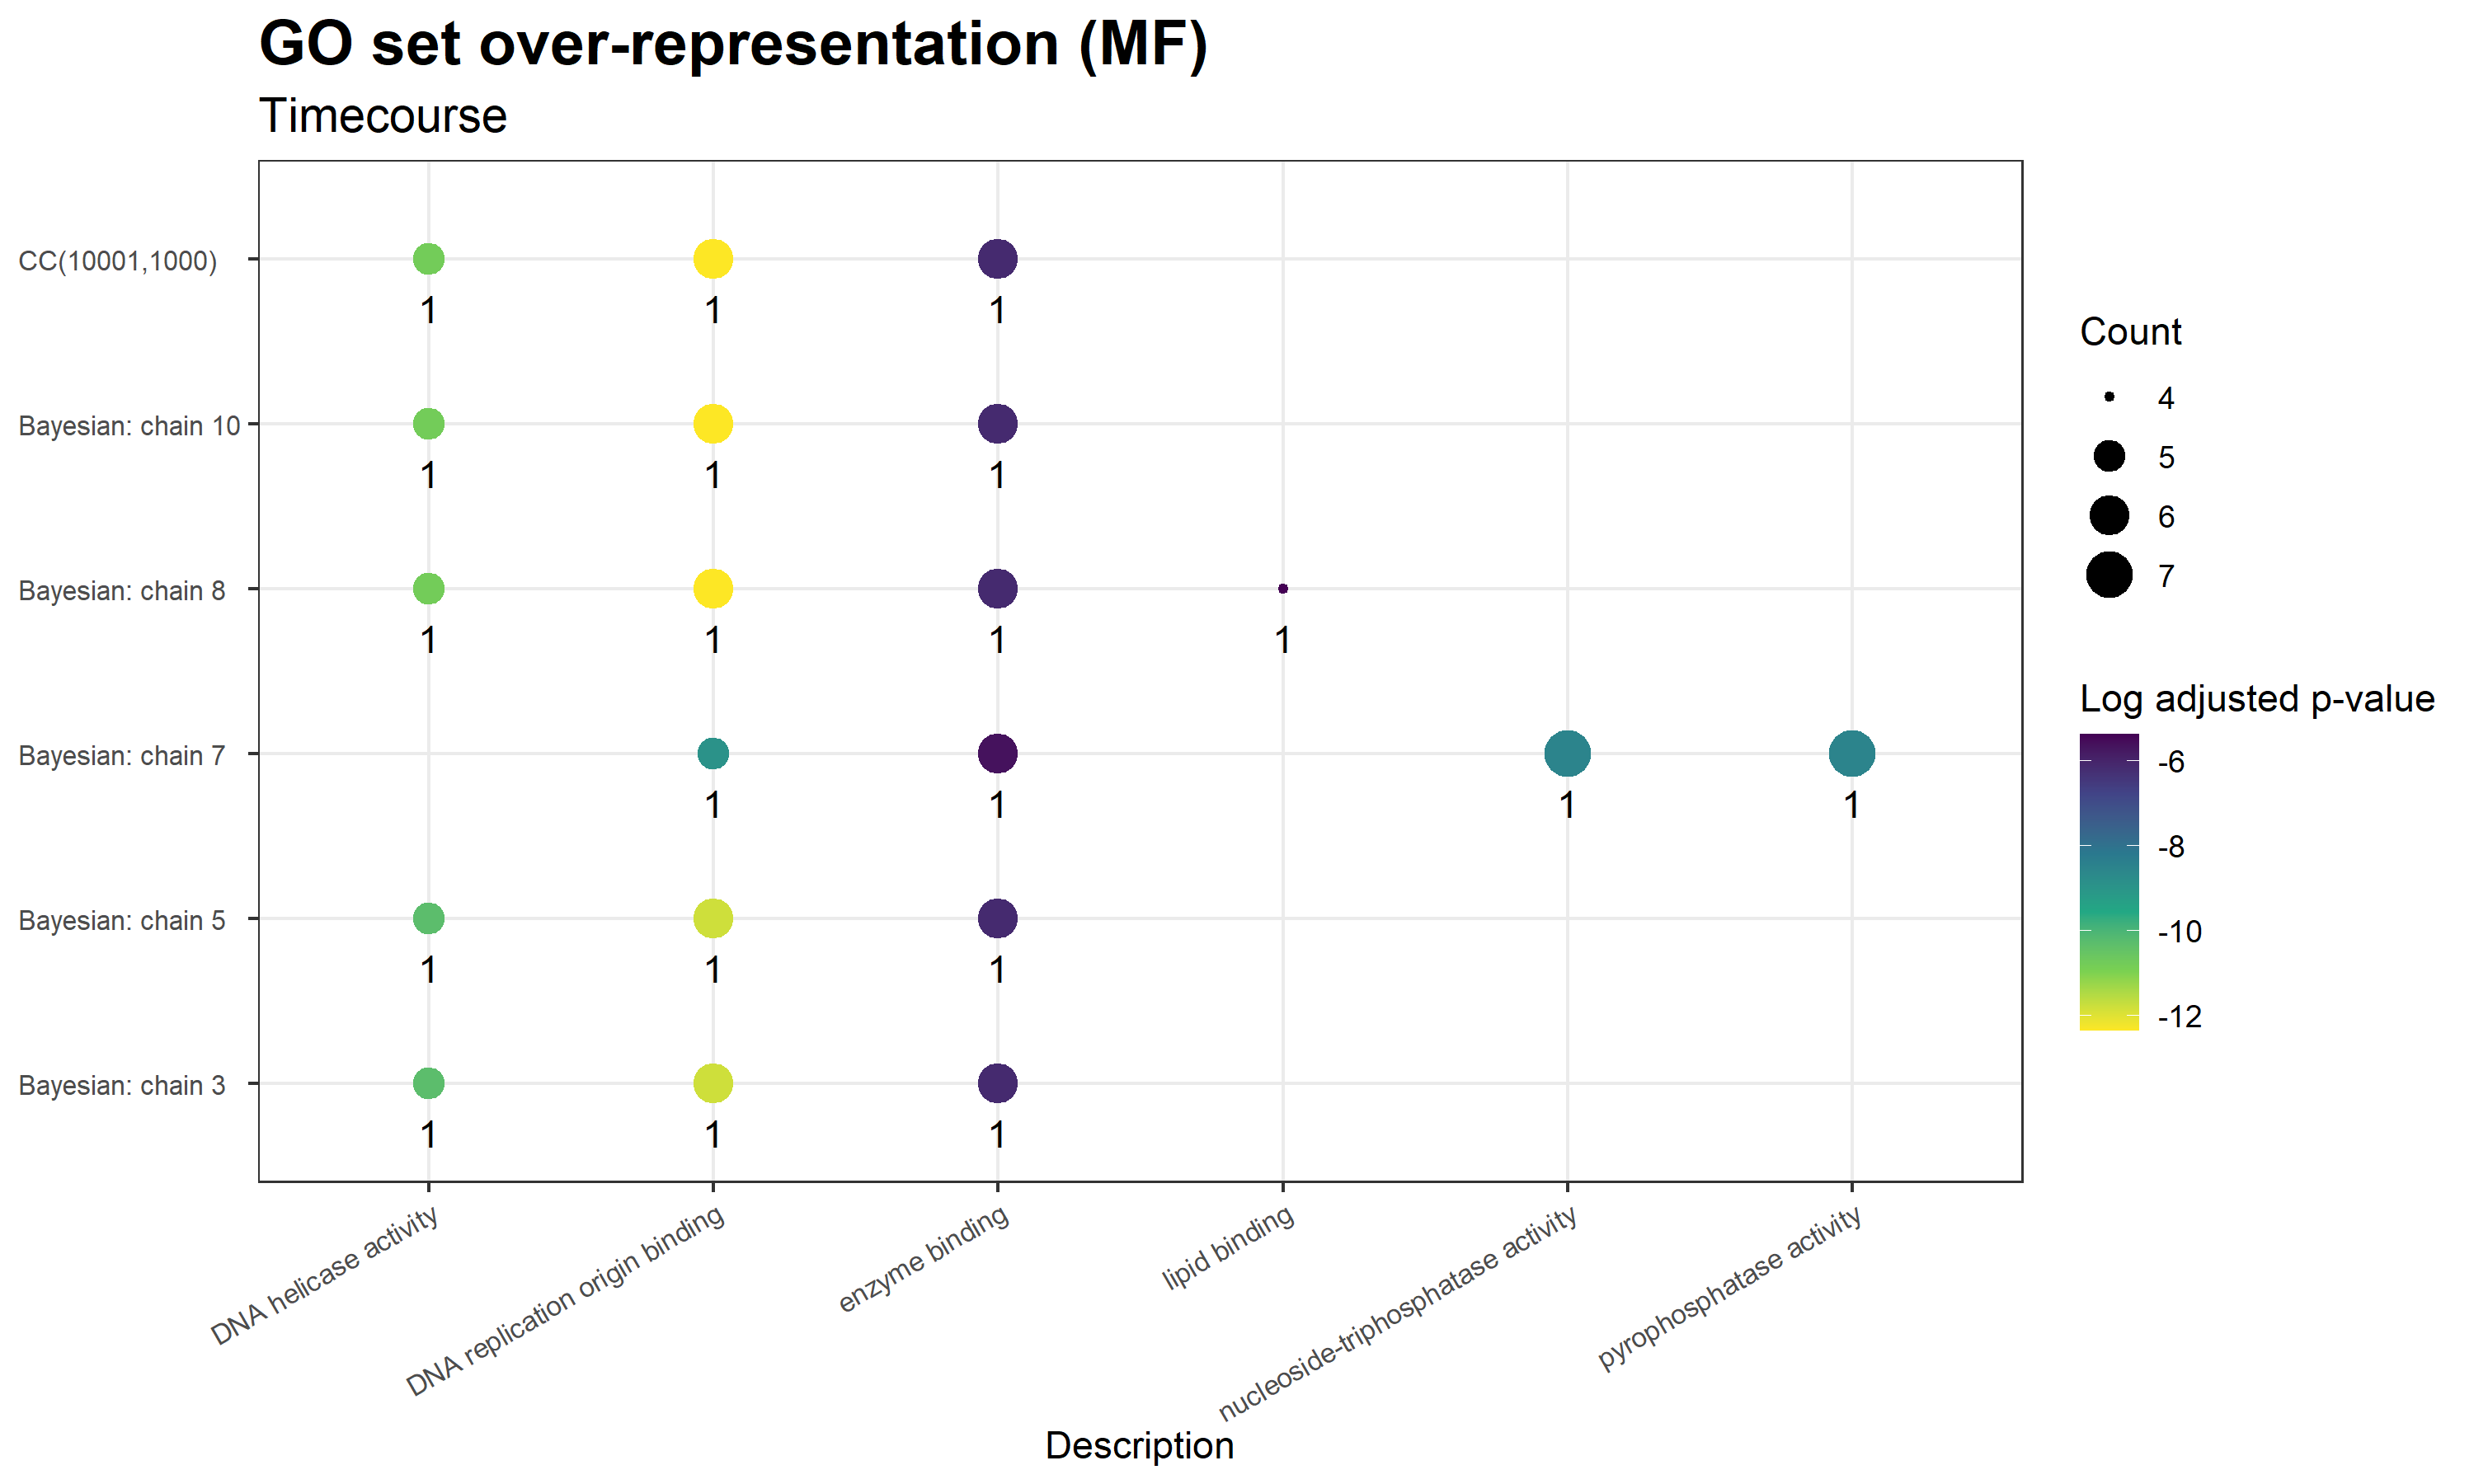 GO set over-representation (MF)
Timecourse
CC(10001,1000)
1 1 1
Bayesian: chain 10
1 1 1
Bayesian: chain 8
1 1 1 1
Bayesian: chain 7
1 1 1 1
Bayesian: chain 5
1 1 1
Bayesian: chain 3
1 1 1
DNA helicase activity
DNA replication origin binding
enzyme binding
lipid binding
nucleoside-triphosphatase activity
pyrophosphatase activity
Description
Count
4
5
6
7
Log adjusted p-value
-6
-8
-10
-12